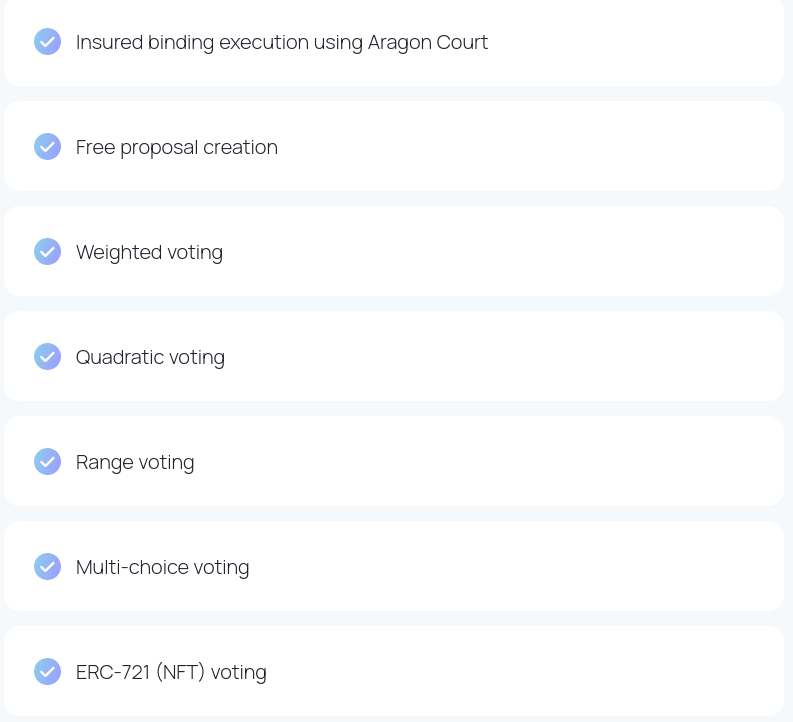 Insured binding execution using Aragon Court
Free proposal creation
Weighted voting
Quadratic voting
Range voting
Multi-choice voting
ERC-721 (NFT) voting